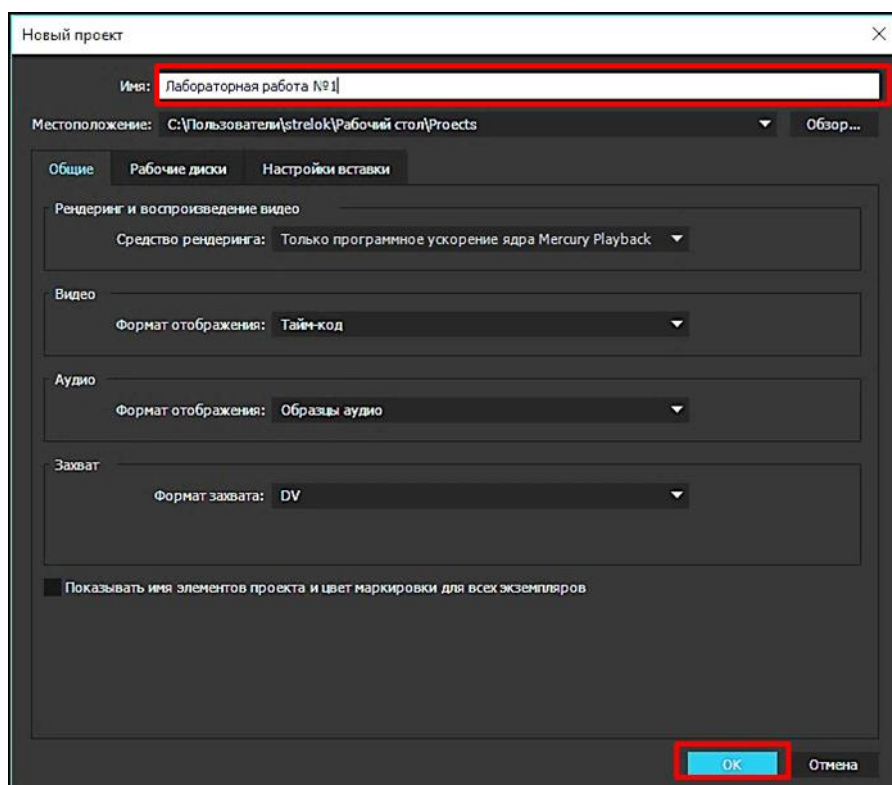 Новый проект
Имя: Лабораторная работа №1
Местоположение: C:\Пользователи\strelok\Рабочий стол\Proects Обзор...
Общие Рабочие диски Настройки вставки
Рендеринг и воспроизведение видео
Средство рендеринга: Только программное ускорение ядра Mercury Playback
Видео
Формат отображения: Тайм-код
Аудио
Формат отображения: Образцы аудио
Захват
Формат захвата: DV
Показывать имя элементов проекта и цвет маркировки для всех экземпляров
OK Отмена